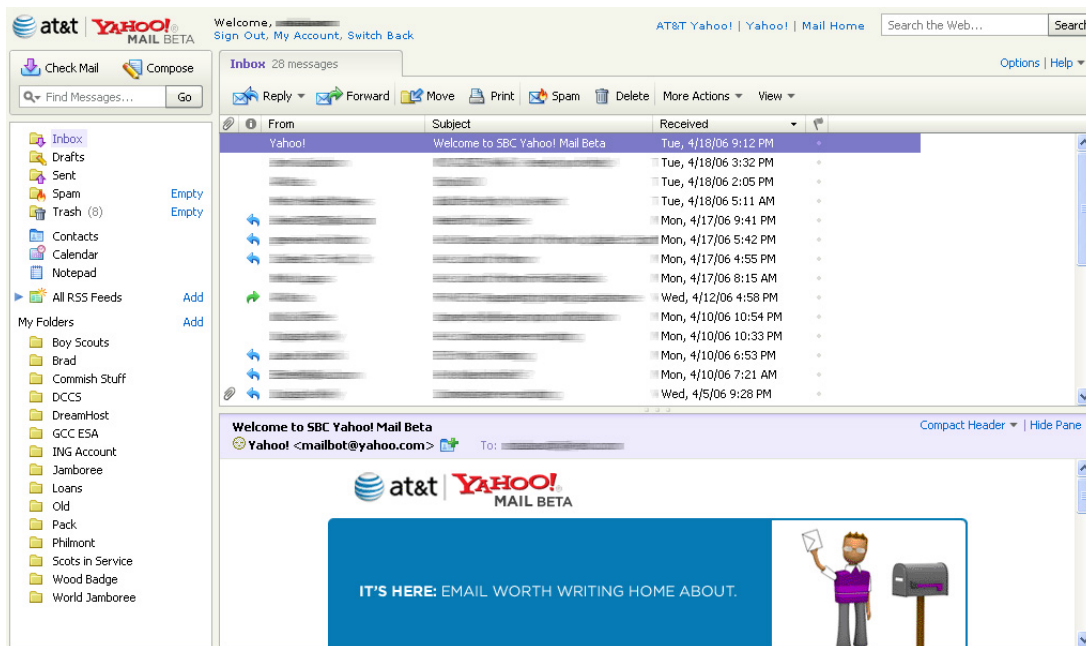 at&t YAHOO!® MAIL BETA
Welcome,
Sign Out, My Account, Switch Back
AT&T Yahoo! | Yahoo! | Mail Home
Search the Web...
Search
Check Mail
Compose
Find Messages...
Go
Inbox
Drafts
Sent
Spam Empty
Trash (8) Empty
Contacts
Calendar
Notepad
All RSS Feeds Add
My Folders Add
Boy Scouts
Brad
Commish Stuff
DCCS
DreamHost
GCC ESA
ING Account
Jamboree
Loans
Old
Pack
Philmont
Scots in Service
Wood Badge
World Jamboree
Inbox 28 messages
Options | Help
Reply Forward Move Print Spam Delete More Actions View
From Subject Received
Yahoo! Welcome to SBC Yahoo! Mail Beta Tue, 4/18/06 9:12 PM
Tue, 4/18/06 3:32 PM
Tue, 4/18/06 2:05 PM
Tue, 4/18/06 5:11 AM
Mon, 4/17/06 9:41 PM
Mon, 4/17/06 5:42 PM
Mon, 4/17/06 4:55 PM
Mon, 4/17/06 8:15 AM
Wed, 4/12/06 4:58 PM
Mon, 4/10/06 10:54 PM
Mon, 4/10/06 10:33 PM
Mon, 4/10/06 6:53 PM
Mon, 4/10/06 7:21 AM
Wed, 4/5/06 9:28 PM
Welcome to SBC Yahoo! Mail Beta
Compact Header | Hide Pane
Yahoo! <mailbot@yahoo.com> To:
at&t YAHOO!® MAIL BETA
IT'S HERE: EMAIL WORTH WRITING HOME ABOUT.